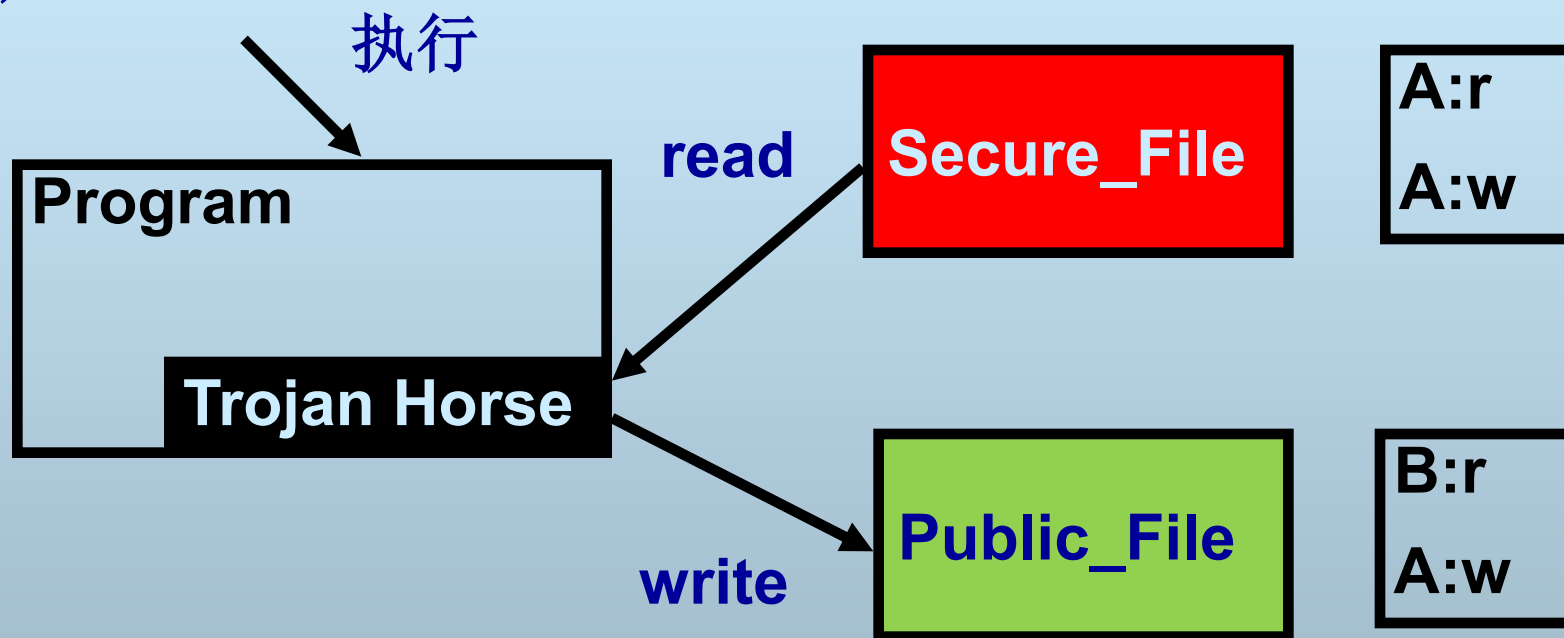 执行
Program
Trojan Horse
read
write
Secure_File
Public_File
A:r
A:w
B:r
A:w